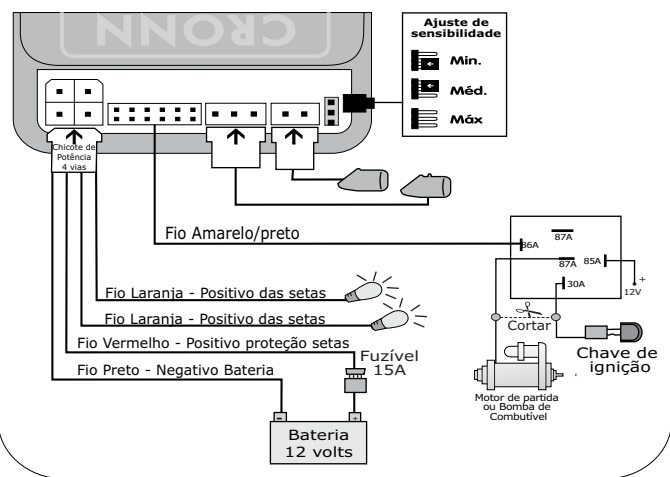 CRONN
Ajuste de
sensibilidade
Min.
Méd.
Máx
Chicote de
Potência
4 vias
Fio Amarelo/preto
86A
87A
87A
85A
30A
+
12V
Fio Laranja - Positivo das setas
Fio Laranja - Positivo das setas
Cortar
Chave de
ignição
Fio Vermelho - Positivo proteção setas
Fuzível
15A
Fio Preto - Negativo Bateria
Motor de partida
ou Bomba de
Combutível
-
+
Bateria
12 volts